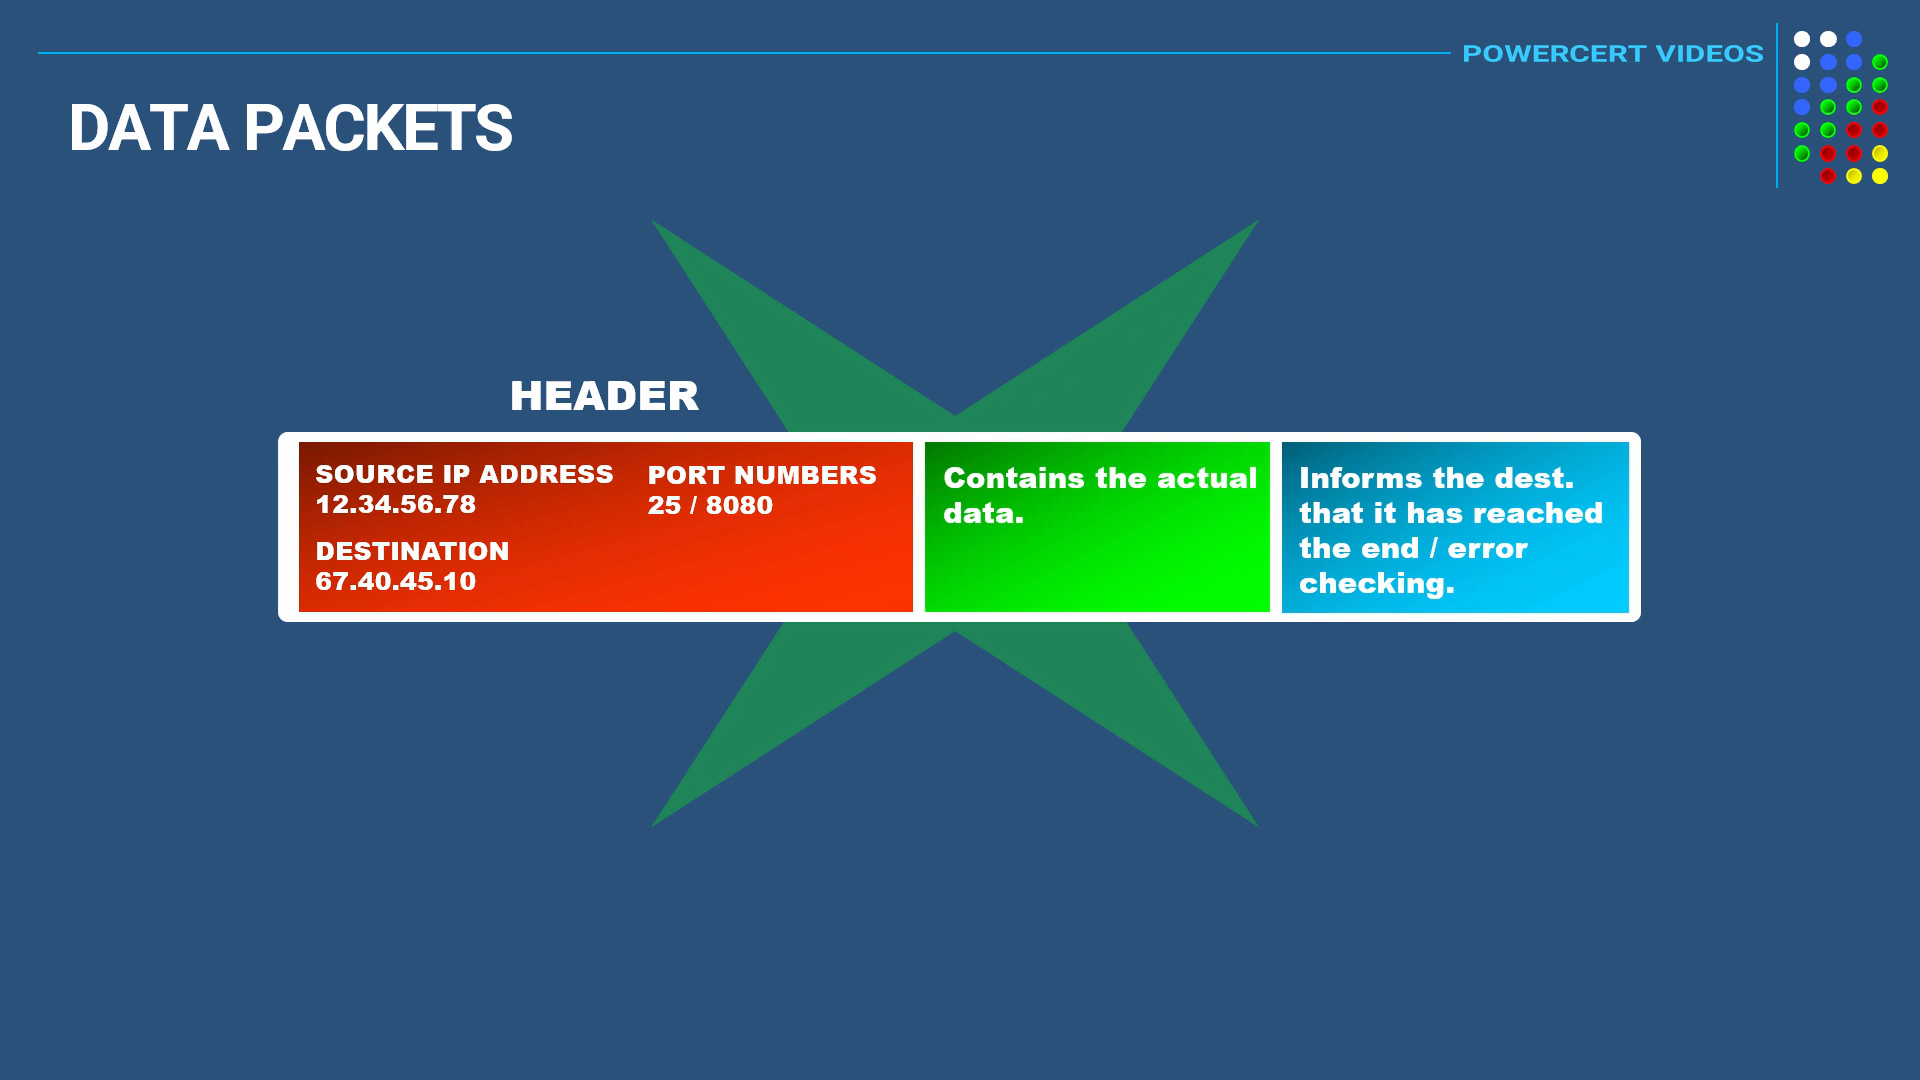 POWERCERT VIDEOS
DATA PACKETS
HEADER
SOURCE IP ADDRESS
12.34.56.78
DESTINATION
67.40.45.10
PORT NUMBERS
25 / 8080
Contains the actual
data.
Informs the dest.
that it has reached
the end / error
checking.